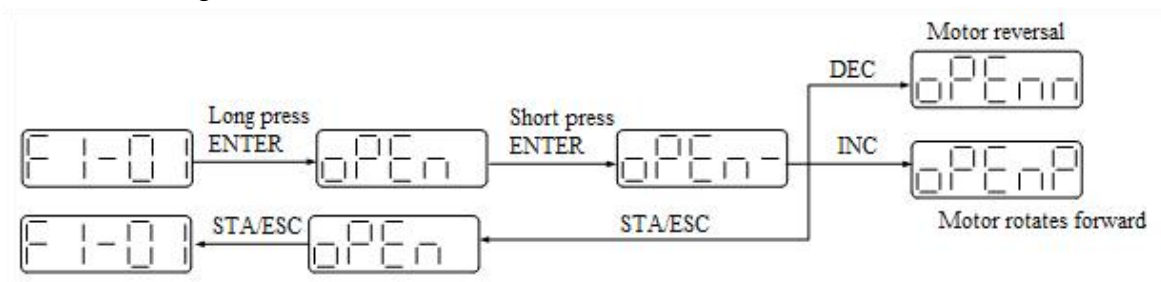 Motor reversal
DEC
oPEnn
Long press
ENTER
Short press
ENTER
F1-01
oPEn
oPEn-
INC
oPEnP
Motor rotates forward
F1-01
STA/ESC
oPEn
STA/ESC